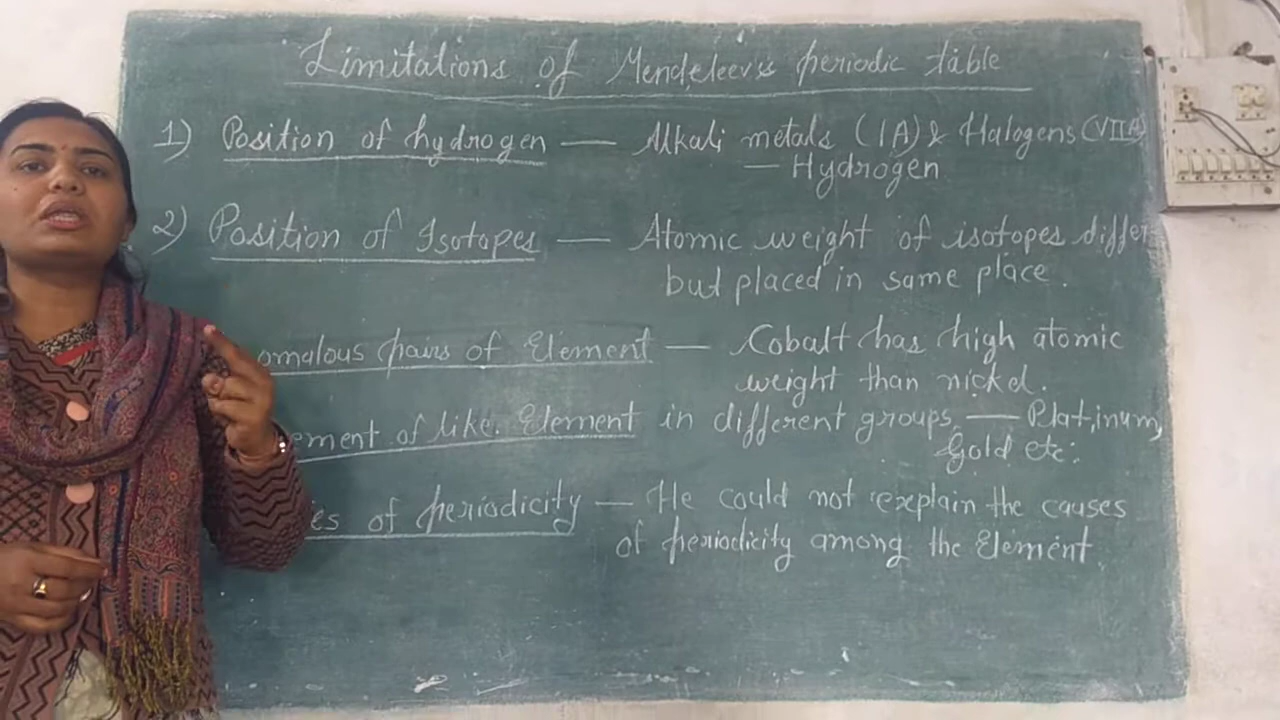 Limitations of Mendeleev's periodic table
1) Position of hydrogen — Alkali metals (IA) & Halogens (VIIA)
— Hydrogen
2) Position of Isotopes — Atomic weight of isotopes differ
but placed in same place.
omalous pairs of Element — Cobalt has high atomic
weight than nickel.
ement of like Element in different groups — Platinum,
Gold etc:
es of periodicity — He could not explain the causes
of periodicity among the Element.